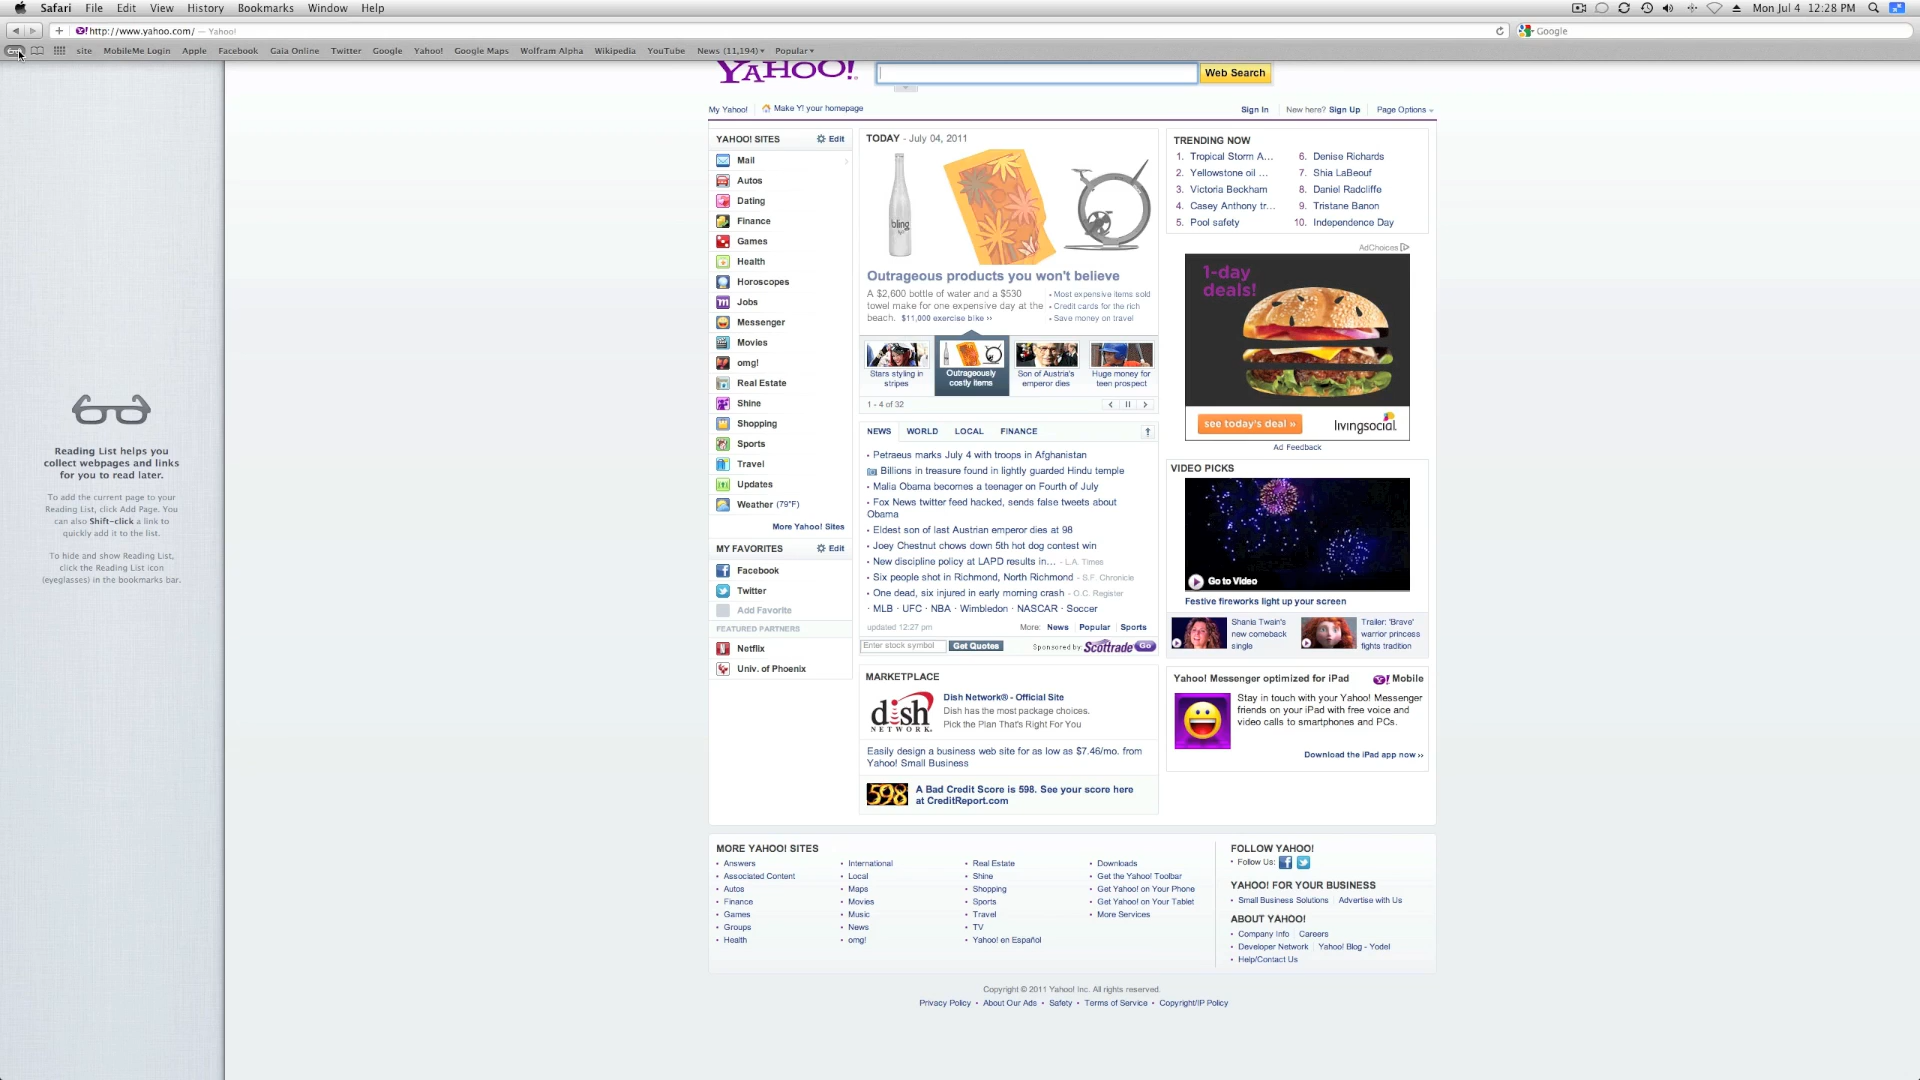 Safari File Edit View History Bookmarks Window Help
Mon Jul 4 12:28 PM
http://www.yahoo.com/ — Yahoo!
Google
site MobileMe Login Apple Facebook Gaia Online Twitter Google Yahoo! Google Maps Wolfram Alpha Wikipedia YouTube News (11,194) Popular
Reading List helps you
collect webpages and links
for you to read later.
To add the current page to your
Reading List, click Add Page. You
can also Shift-click a link to
quickly add it to the list.
To hide and show Reading List,
click the Reading List icon
(eyeglasses) in the bookmarks bar.
YAHOO!
Web Search
My Yahoo! Make Y! your homepage
Sign In New here? Sign Up Page Options
YAHOO! SITES Edit
Mail
Autos
Dating
Finance
Games
Health
Horoscopes
Jobs
Messenger
Movies
omg!
Real Estate
Shine
Shopping
Sports
Travel
Updates
Weather (79°F)
More Yahoo! Sites
MY FAVORITES Edit
Facebook
Twitter
Add Favorite
FEATURED PARTNERS
Netflix
Univ. of Phoenix
TODAY - July 04, 2011
bling
Outrageous products you won't believe
A $2,600 bottle of water and a $530
towel make for one expensive day at the
beach. $11,000 exercise bike »
• Most expensive items sold
• Credit cards for the rich
• Save money on travel
Stars styling in
stripes
Outrageously
costly items
Son of Austria's
emperor dies
Huge money for
teen prospect
1 - 4 of 32
NEWS WORLD LOCAL FINANCE
• Petraeus marks July 4 with troops in Afghanistan
Billions in treasure found in lightly guarded Hindu temple
• Malia Obama becomes a teenager on Fourth of July
• Fox News twitter feed hacked, sends false tweets about
Obama
• Eldest son of last Austrian emperor dies at 98
• Joey Chestnut chows down 5th hot dog contest win
• New discipline policy at LAPD results in... - L.A. Times
• Six people shot in Richmond, North Richmond - S.F. Chronicle
• One dead, six injured in early morning crash - O.C. Register
• MLB · UFC · NBA · Wimbledon · NASCAR · Soccer
updated 12:27 pm More: News Popular Sports
Enter stock symbol Get Quotes Sponsored by Scottrade Go
MARKETPLACE
dish
NETWORK.
Dish Network® - Official Site
Dish has the most package choices.
Pick the Plan That's Right For You
Easily design a business web site for as low as $7.46/mo. from
Yahoo! Small Business
598
A Bad Credit Score is 598. See your score here
at CreditReport.com
TRENDING NOW
1. Tropical Storm A...
2. Yellowstone oil ...
3. Victoria Beckham
4. Casey Anthony tr...
5. Pool safety
6. Denise Richards
7. Shia LaBeouf
8. Daniel Radcliffe
9. Tristane Banon
10. Independence Day
AdChoices
1-day
deals!
see today's deal »
livingsocial
Ad Feedback
VIDEO PICKS
Go to Video
Festive fireworks light up your screen
Shania Twain's
new comeback
single
Trailer: 'Brave'
warrior princess
fights tradition
Yahoo! Messenger optimized for iPad Y! Mobile
Stay in touch with your Yahoo! Messenger
friends on your iPad with free voice and
video calls to smartphones and PCs.
Download the iPad app now »
MORE YAHOO! SITES
• Answers
• Associated Content
• Autos
• Finance
• Games
• Groups
• Health
• International
• Local
• Maps
• Movies
• Music
• News
• omg!
• Real Estate
• Shine
• Shopping
• Sports
• Travel
• TV
• Yahoo! en Español
• Downloads
• Get the Yahoo! Toolbar
• Get Yahoo! on Your Phone
• Get Yahoo! on Your Tablet
• More Services
FOLLOW YAHOO!
• Follow Us:
YAHOO! FOR YOUR BUSINESS
• Small Business Solutions Advertise with Us
ABOUT YAHOO!
• Company Info Careers
• Developer Network Yahoo! Blog - Yodel
• Help/Contact Us
Copyright © 2011 Yahoo! Inc. All rights reserved.
Privacy Policy • About Our Ads • Safety • Terms of Service • Copyright/IP Policy